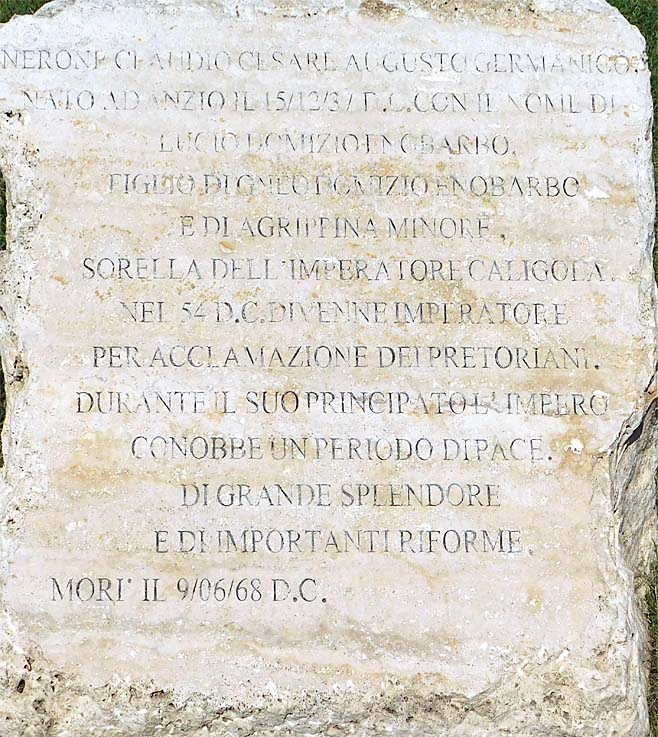 NERONE CLAUDIO CESARE AUGUSTO GERMANICO.
NATO AD ANZIO IL 15/12/37 D.C. CON IL NOME DI
LUCIO DOMIZIO ENOBARBO.
FIGLIO DI GNEO DOMIZIO ENOBARBO
E DI AGRIPPINA MINORE.
SORELLA DELL'IMPERATORE CALIGOLA.
NEL 54 D.C. DIVENNE IMPERATORE
PER ACCLAMAZIONE DEI PRETORIANI.
DURANTE IL SUO PRINCIPATO L'IMPERO
CONOBBE UN PERIODO DI PACE.
DI GRANDE SPLENDORE
E DI IMPORTANTI RIFORME.
MORI' IL 9/06/68 D.C.